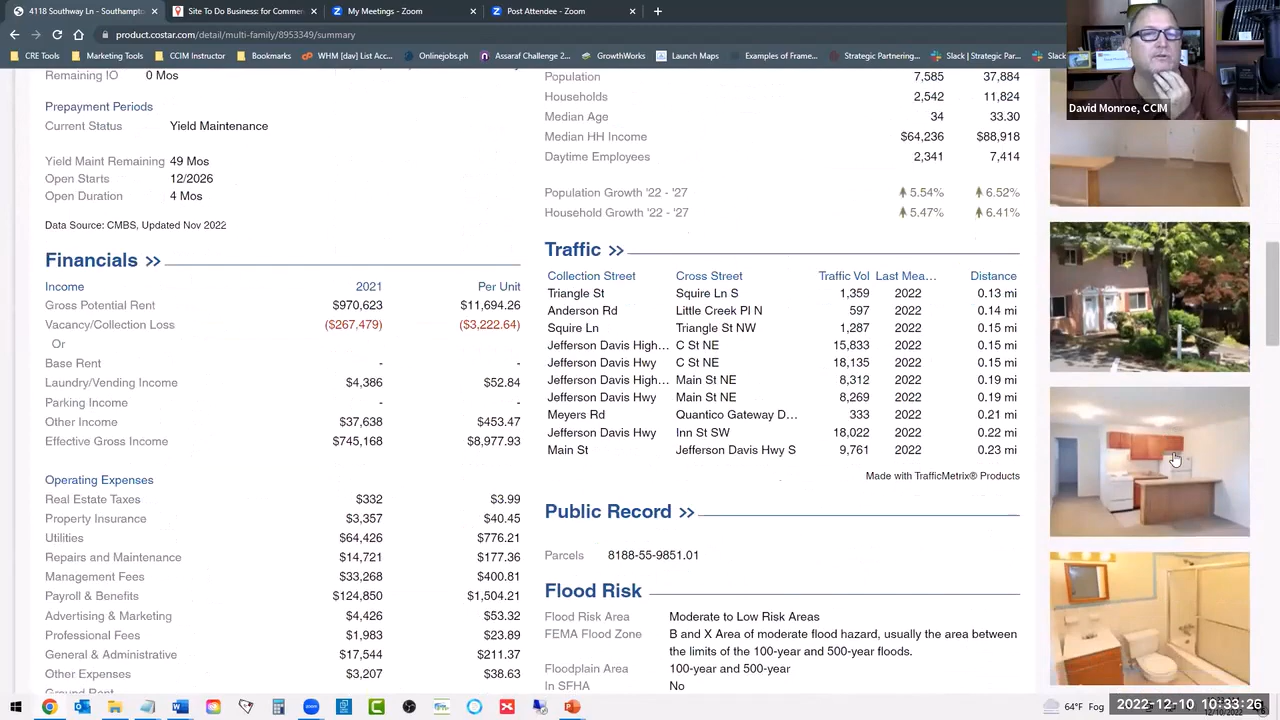 4118 Southway Ln - Southampto
Site To Do Business: for Comme
My Meetings - Zoom
Post Attendee - Zoom
product.costar.com/detail/multi-family/8953349/summary
CRE Tools
Marketing Tools
CCIM Instructor
Bookmarks
WHM [day] List Acc...
Onlinejobs.ph
Assaraf Challenge 2...
GrowthWorks
Launch Maps
Examples of Frame...
Strategic Partnering...
Slack | Strategic Par...
Slack
David Monroe, CCIM
Remaining IO 0 Mos
Prepayment Periods
Current Status Yield Maintenance
Yield Maint Remaining 49 Mos
Open Starts 12/2026
Open Duration 4 Mos
Data Source: CMBS, Updated Nov 2022
Financials >>
Income 2021 Per Unit
Gross Potential Rent $970,623 $11,694.26
Vacancy/Collection Loss ($267,479) ($3,222.64)
Or
Base Rent - -
Laundry/Vending Income $4,386 $52.84
Parking Income - -
Other Income $37,638 $453.47
Effective Gross Income $745,168 $8,977.93
Operating Expenses
Real Estate Taxes $332 $3.99
Property Insurance $3,357 $40.45
Utilities $64,426 $776.21
Repairs and Maintenance $14,721 $177.36
Management Fees $33,268 $400.81
Payroll & Benefits $124,850 $1,504.21
Advertising & Marketing $4,426 $53.32
Professional Fees $1,983 $23.89
General & Administrative $17,544 $211.37
Other Expenses $3,207 $38.63
Ground Rent
Population 7,585 37,884
Households 2,542 11,824
Median Age 34 33.30
Median HH Income $64,236 $88,918
Daytime Employees 2,341 7,414
Population Growth '22 - '27 5.54% 6.52%
Household Growth '22 - '27 5.47% 6.41%
Traffic >>
Collection Street Cross Street Traffic Vol Last Mea... Distance
Triangle St Squire Ln S 1,359 2022 0.13 mi
Anderson Rd Little Creek Pl N 597 2022 0.14 mi
Squire Ln Triangle St NW 1,287 2022 0.15 mi
Jefferson Davis High... C St NE 15,833 2022 0.15 mi
Jefferson Davis Hwy C St NE 18,135 2022 0.15 mi
Jefferson Davis High... Main St NE 8,312 2022 0.19 mi
Jefferson Davis Hwy Main St NE 8,269 2022 0.19 mi
Meyers Rd Quantico Gateway D... 333 2022 0.21 mi
Jefferson Davis Hwy Inn St SW 18,022 2022 0.22 mi
Main St Jefferson Davis Hwy S 9,761 2022 0.23 mi
Made with TrafficMetrix® Products
Public Record >>
Parcels 8188-55-9851.01
Flood Risk
Flood Risk Area Moderate to Low Risk Areas
FEMA Flood Zone B and X Area of moderate flood hazard, usually the area between
the limits of the 100-year and 500-year floods.
Floodplain Area 100-year and 500-year
In SFHA No
64°F Fog
2022-12-10 10:33:26